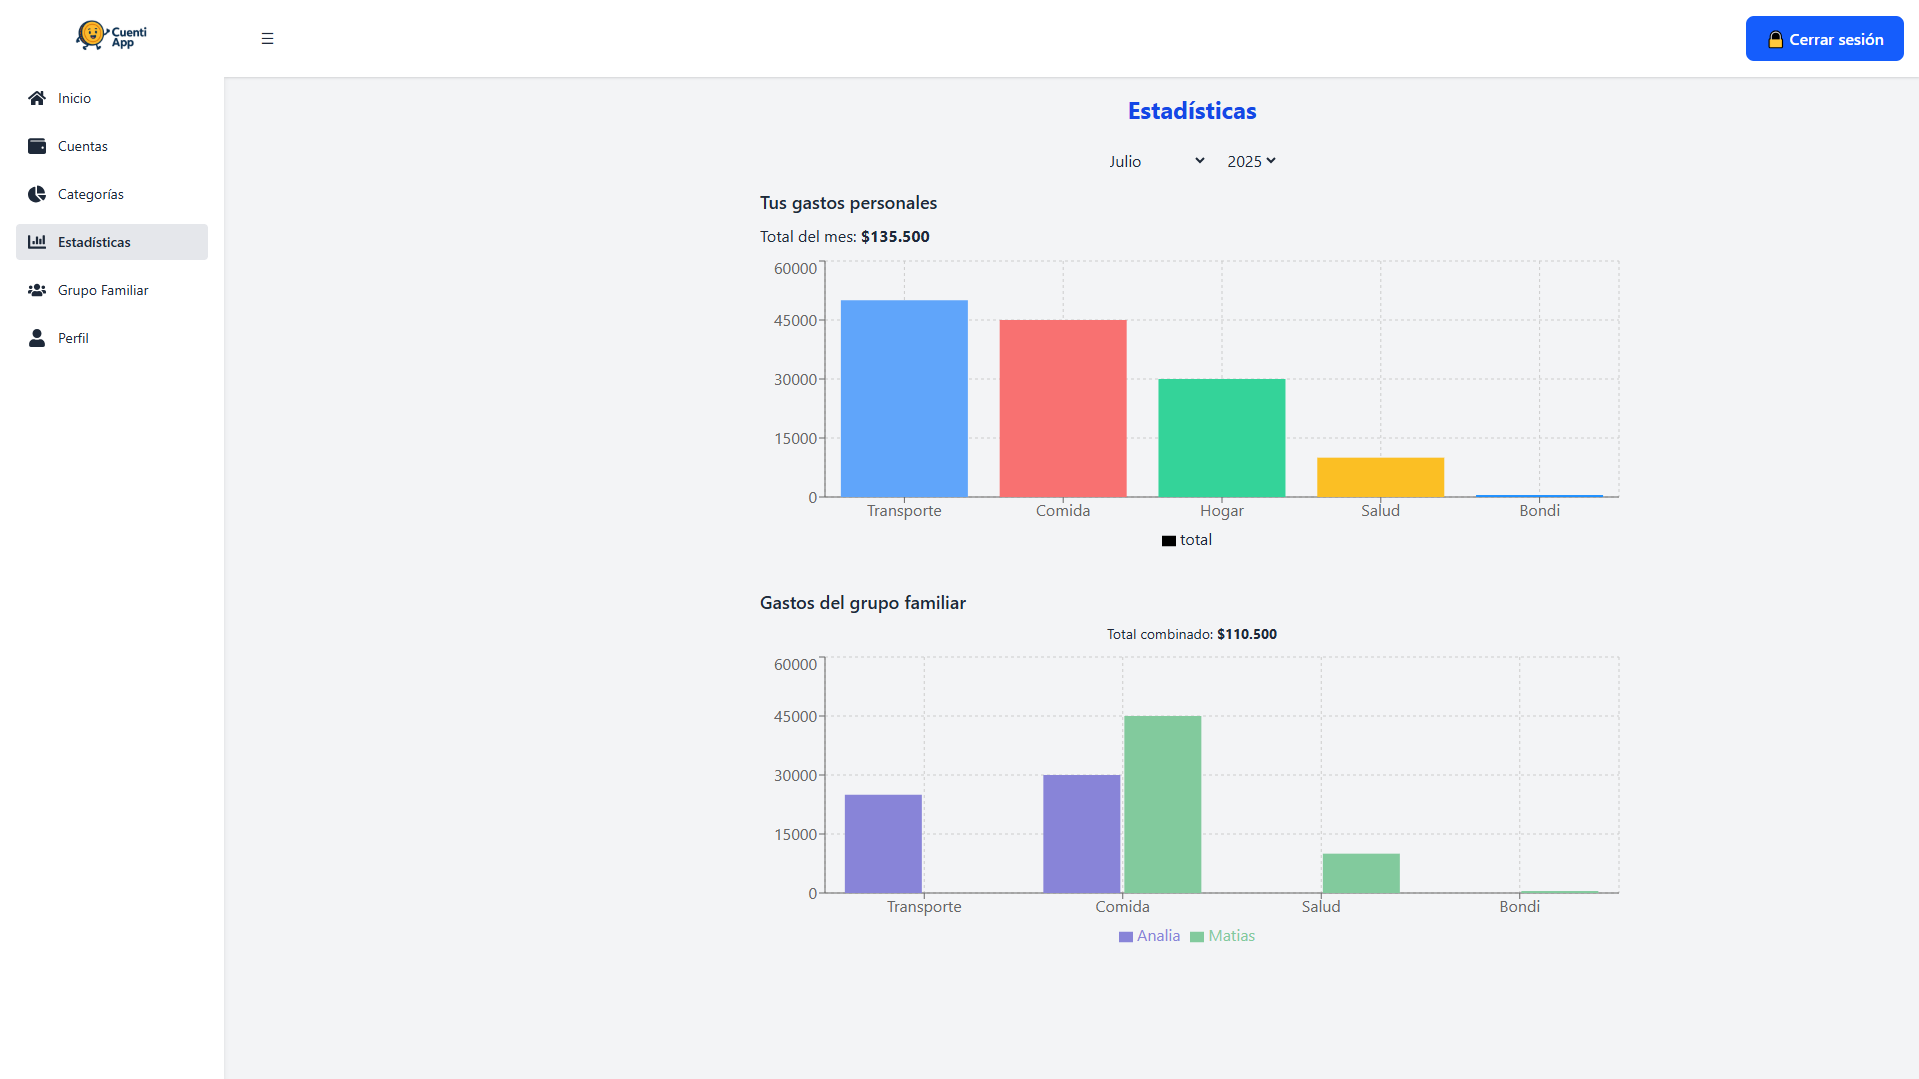 Cuenti
App
☰
Cerrar sesión
Inicio
Cuentas
Categorías
Estadísticas
Grupo Familiar
Perfil
Estadísticas
Julio 2025
Tus gastos personales
Total del mes: $135.500
60000
45000
30000
15000
0
Transporte Comida Hogar Salud Bondi
total
Gastos del grupo familiar
Total combinado: $110.500
60000
45000
30000
15000
0
Transporte Comida Salud Bondi
Analia Matias